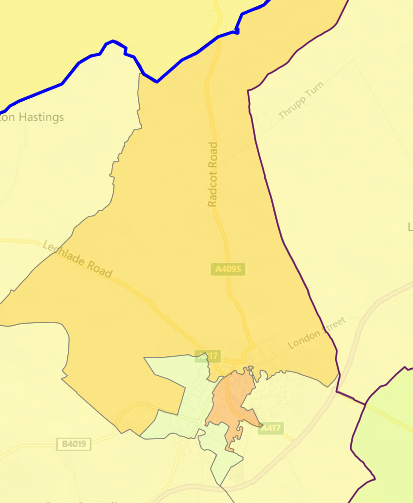 on Hastings
Thrupp Turn
Radcot Road
Lechlade Road
A4095
London Street
A417
B4019
A417
L